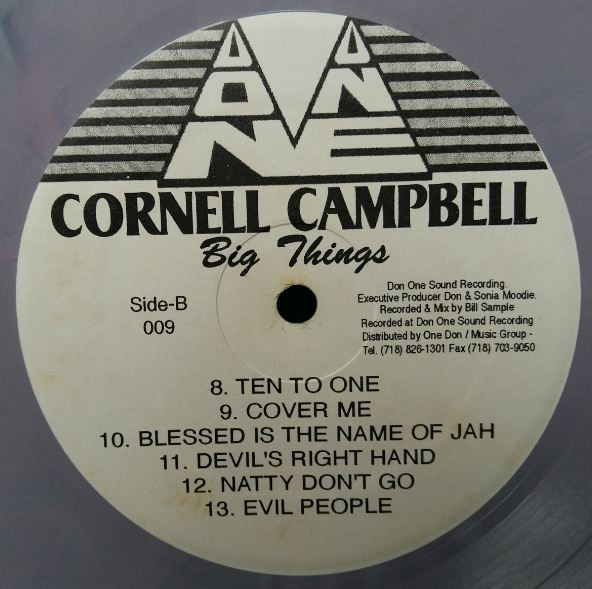 DON ONE
CORNELL CAMPBELL
Big Things
Side-B
009
Don One Sound Recording.
Executive Producer Don & Sonia Moodie.
Recorded & Mix by Bill Sample
Recorded at Don One Sound Recording
Distributed by One Don / Music Group -
Tel. (718) 826-1301 Fax (718) 703-9050
8. TEN TO ONE
9. COVER ME
10. BLESSED IS THE NAME OF JAH
11. DEVIL'S RIGHT HAND
12. NATTY DON'T GO
13. EVIL PEOPLE